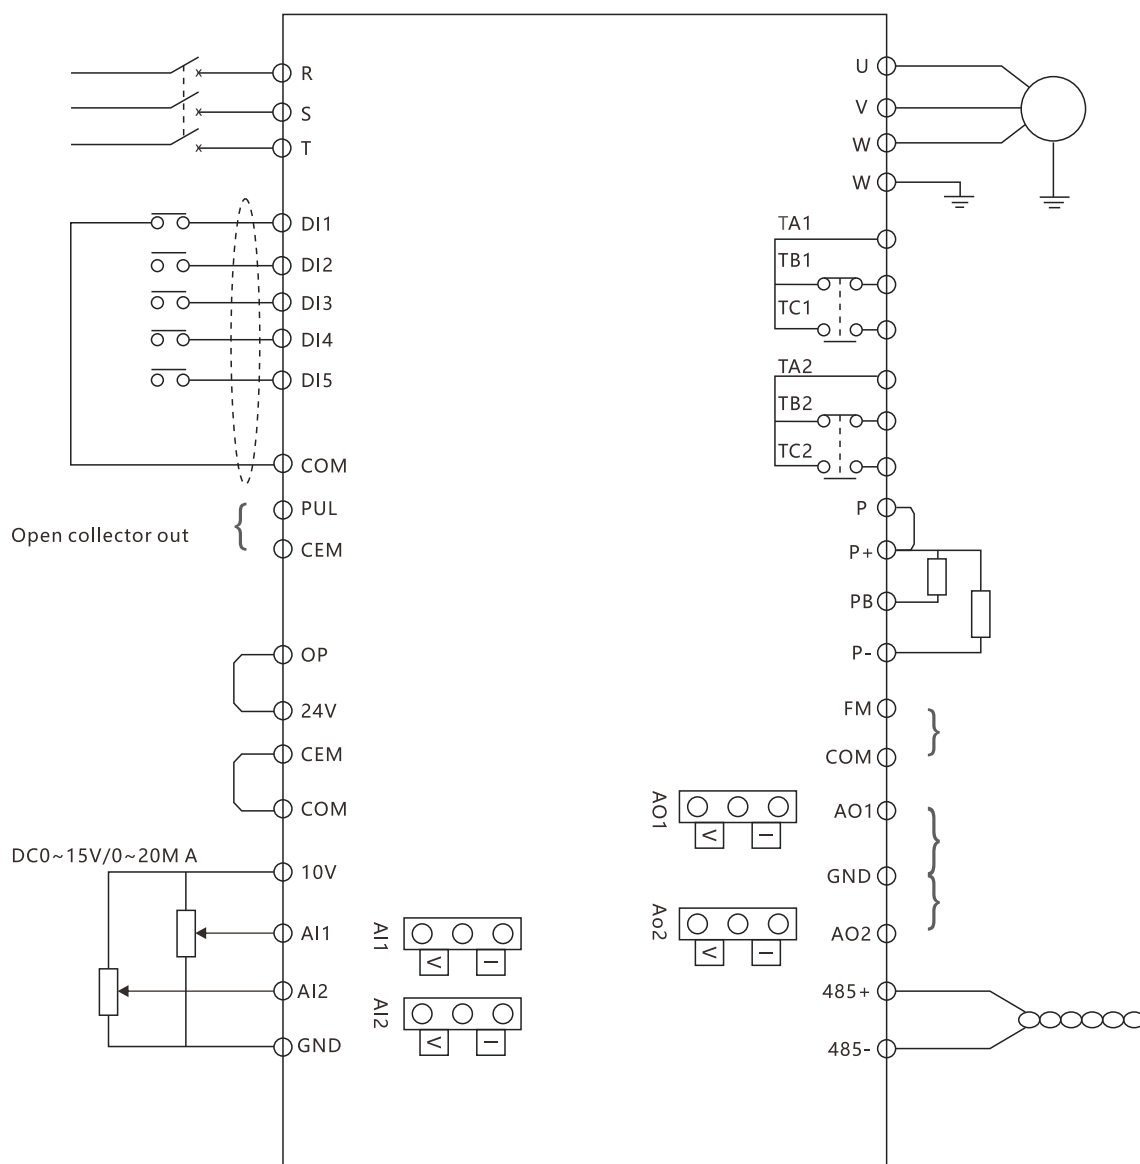 R
S
T
DI1
DI2
DI3
DI4
DI5
COM
PUL
Open collector out
CEM
OP
24V
CEM
COM
DC0~15V/0~20M A
10V
AI1
AI2
GND
AI1
V
I
AI2
V
I
U
V
W
W
TA1
TB1
TC1
TA2
TB2
TC2
P
P+
PB
P-
FM
COM
AO1
V
I
AO1
GND
Ao2
V
I
AO2
485+
485-